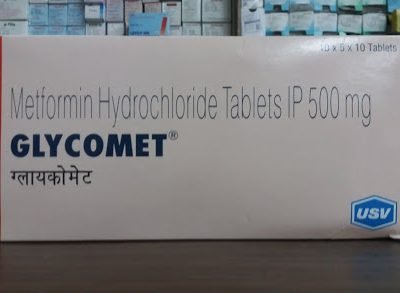 10 x 5 x 10 Tablets
Metformin Hydrochloride Tablets IP 500 mg
GLYCOMET®
ग्लायकोमेट
USV